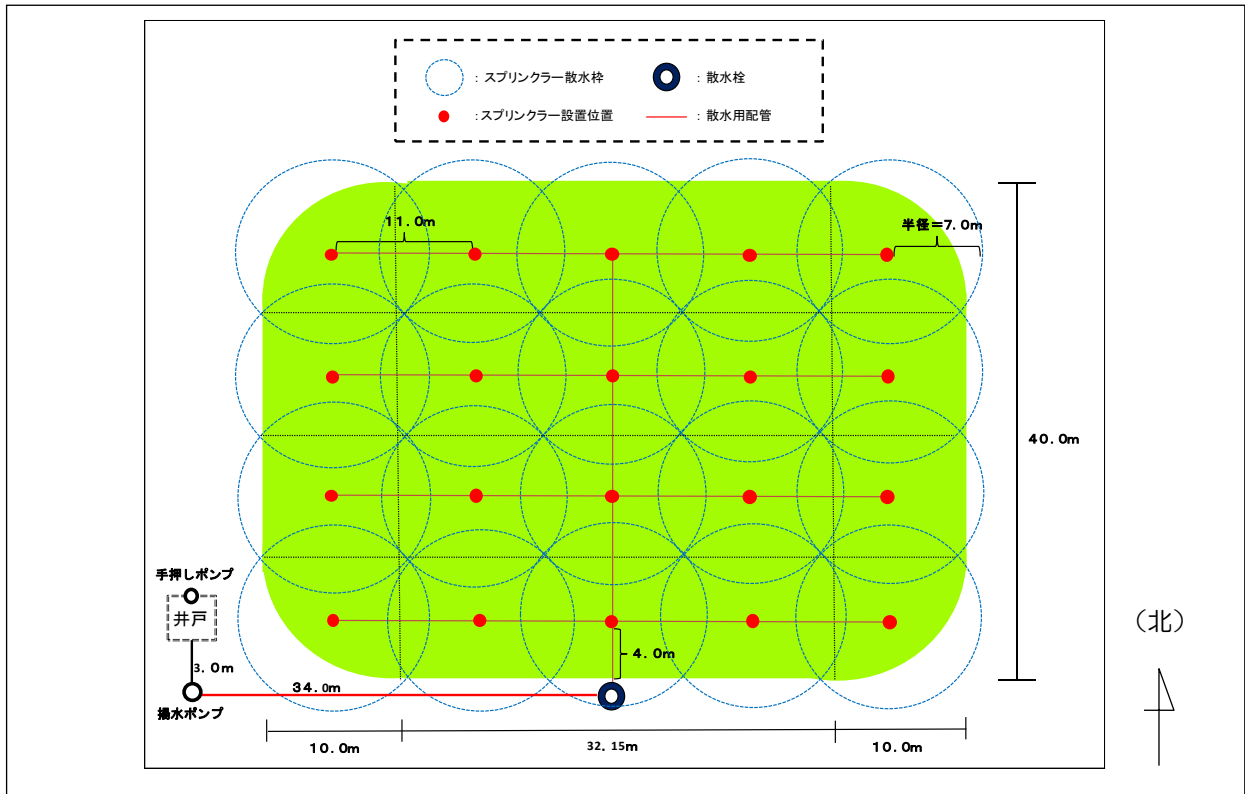 ：スプリンクラー散水枠
：散水栓
：スプリンクラー設置位置
：散水用配管
11.0m
半径＝7.0m
40.0m
手押しポンプ
井戸
3.0m
34.0m
揚水ポンプ
4.0m
10.0m
32.15m
10.0m
（北）